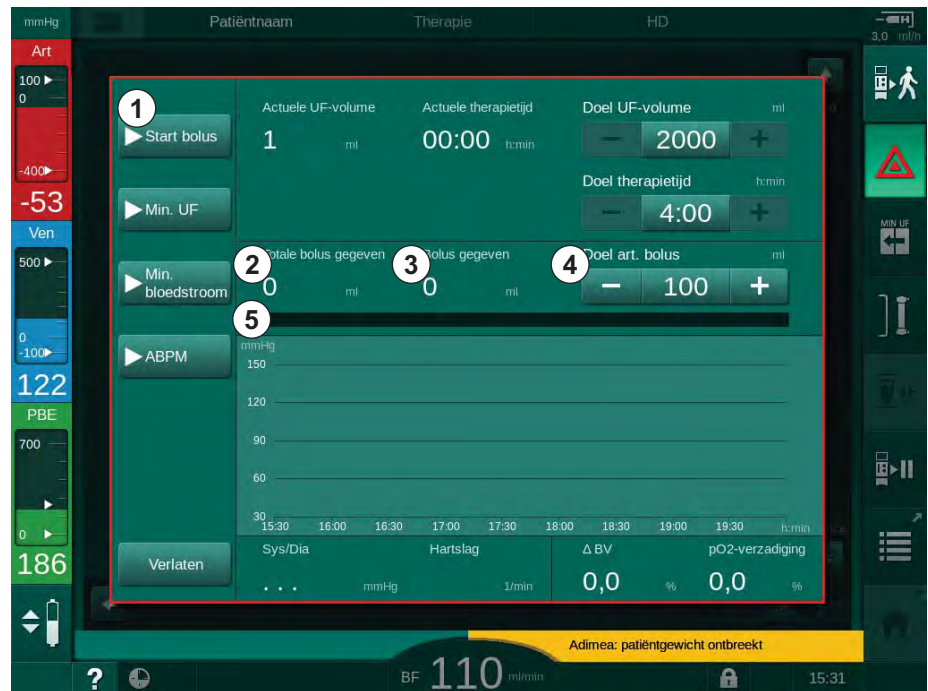 mmHg
Patiëntnaam
Therapie
HD
3,0 ml/h
Art
100
0
-400
-53
Ven
500
0
-100
122
PBE
700
0
186
1
Start bolus
Min. UF
Min.
bloedstroom
ABPM
Verlaten
Actuele UF-volume
1 ml
Actuele therapietijd
00:00 h:min
Doel UF-volume ml
− 2000 +
Doel therapietijd h:min
− 4:00 +
2
Totale bolus gegeven
0 ml
3
Bolus gegeven
0 ml
4
Doel art. bolus ml
− 100 +
5
mmHg
150
120
90
60
30
15:30 16:00 16:30 17:00 17:30 18:00 18:30 19:00 19:30 h:min
Sys/Dia
. . . mmHg
Hartslag
1/min
Δ BV
0,0 %
pO2-verzadiging
0,0 %
MIN UF
Adimea: patiëntgewicht ontbreekt
?
BF 110 ml/min
15:31